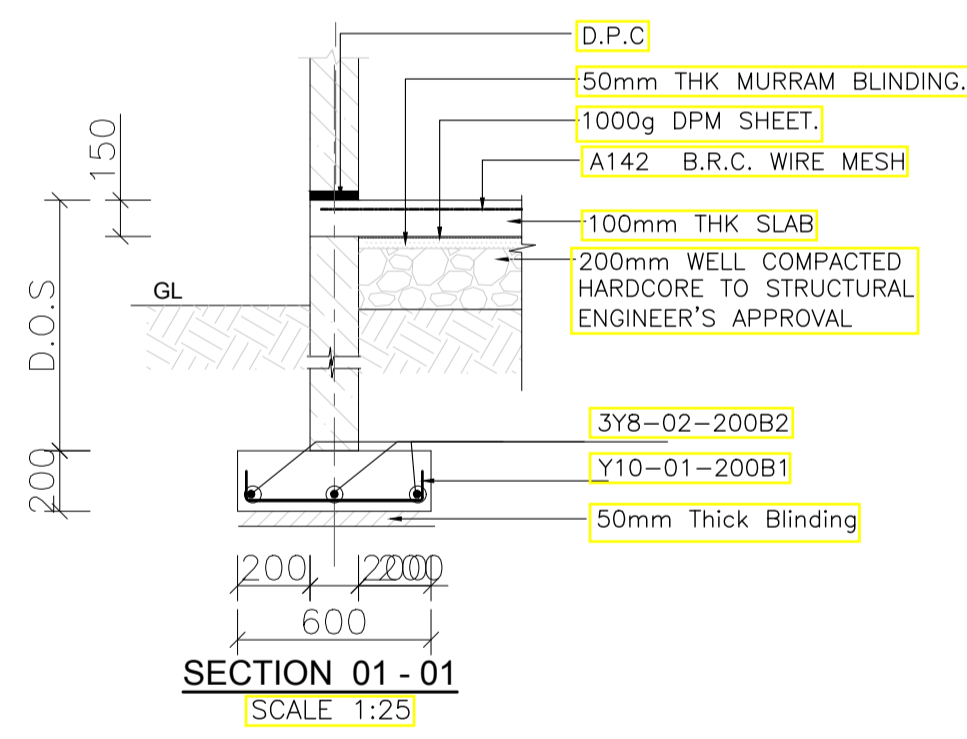 D.P.C
50mm THK MURRAM BLINDING.
1000g DPM SHEET.
A142 B.R.C. WIRE MESH
150
100mm THK SLAB
200mm WELL COMPACTED
HARDCORE TO STRUCTURAL
ENGINEER'S APPROVAL
GL
D.O.S
3Y8-02-200B2
Y10-01-200B1
200
50mm Thick Blinding
200
600
SECTION 01 - 01
SCALE 1:25